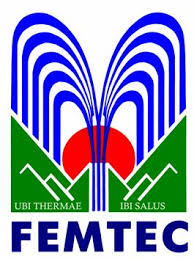 UBI THERMAE IBI SALUS
FEMTEC